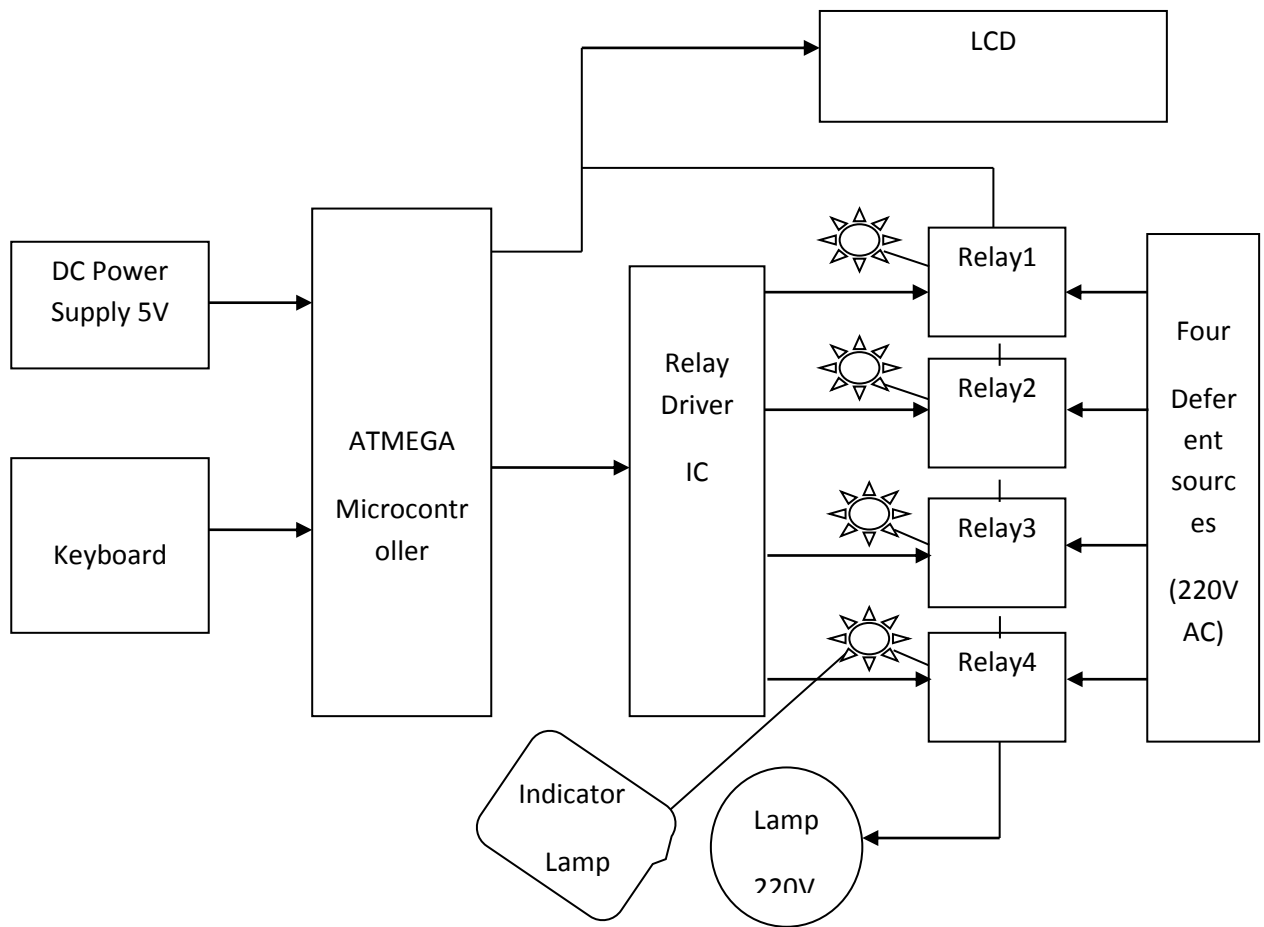 LCD
DC Power
Supply 5V
Keyboard
ATMEGA
Microcontr
oller
Relay
Driver
IC
Relay1
Relay2
Relay3
Relay4
Four
Defer
ent
sourc
es
(220V
AC)
Indicator
Lamp
Lamp
220V